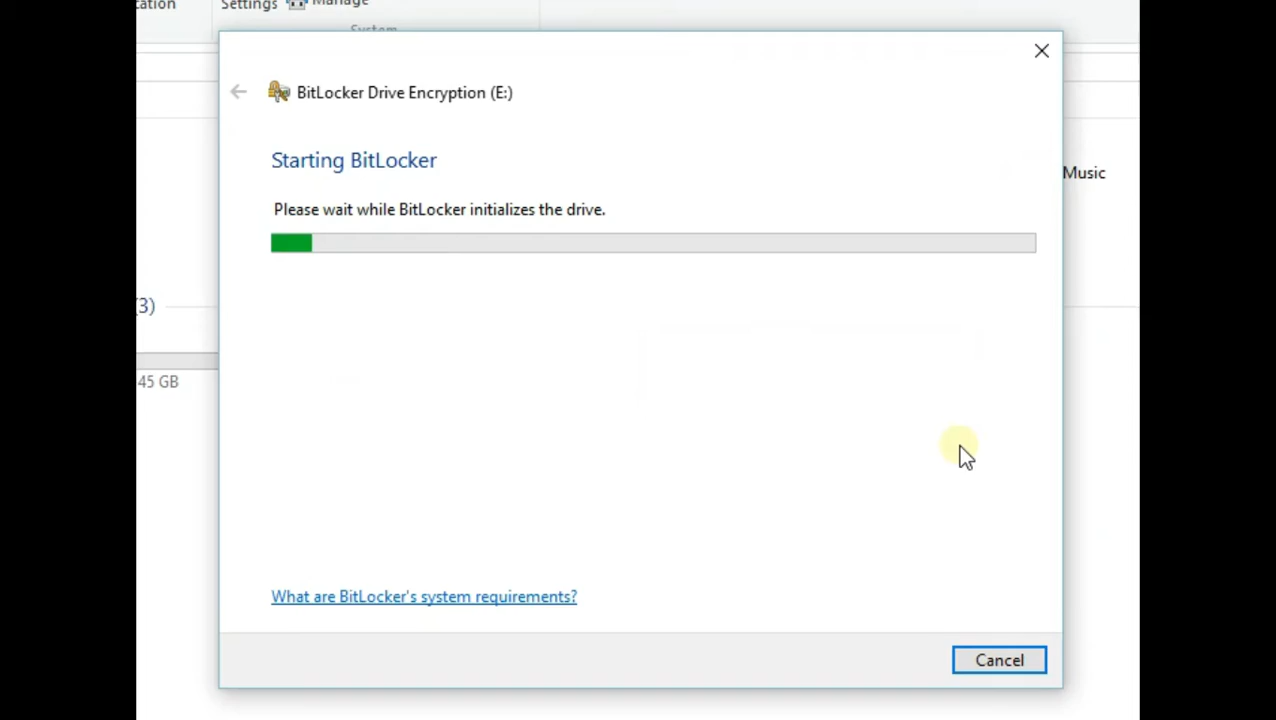 Settings Manage
System
BitLocker Drive Encryption (E:)
Starting BitLocker
Music
Please wait while BitLocker initializes the drive.
(3)
45 GB
What are BitLocker's system requirements?
Cancel